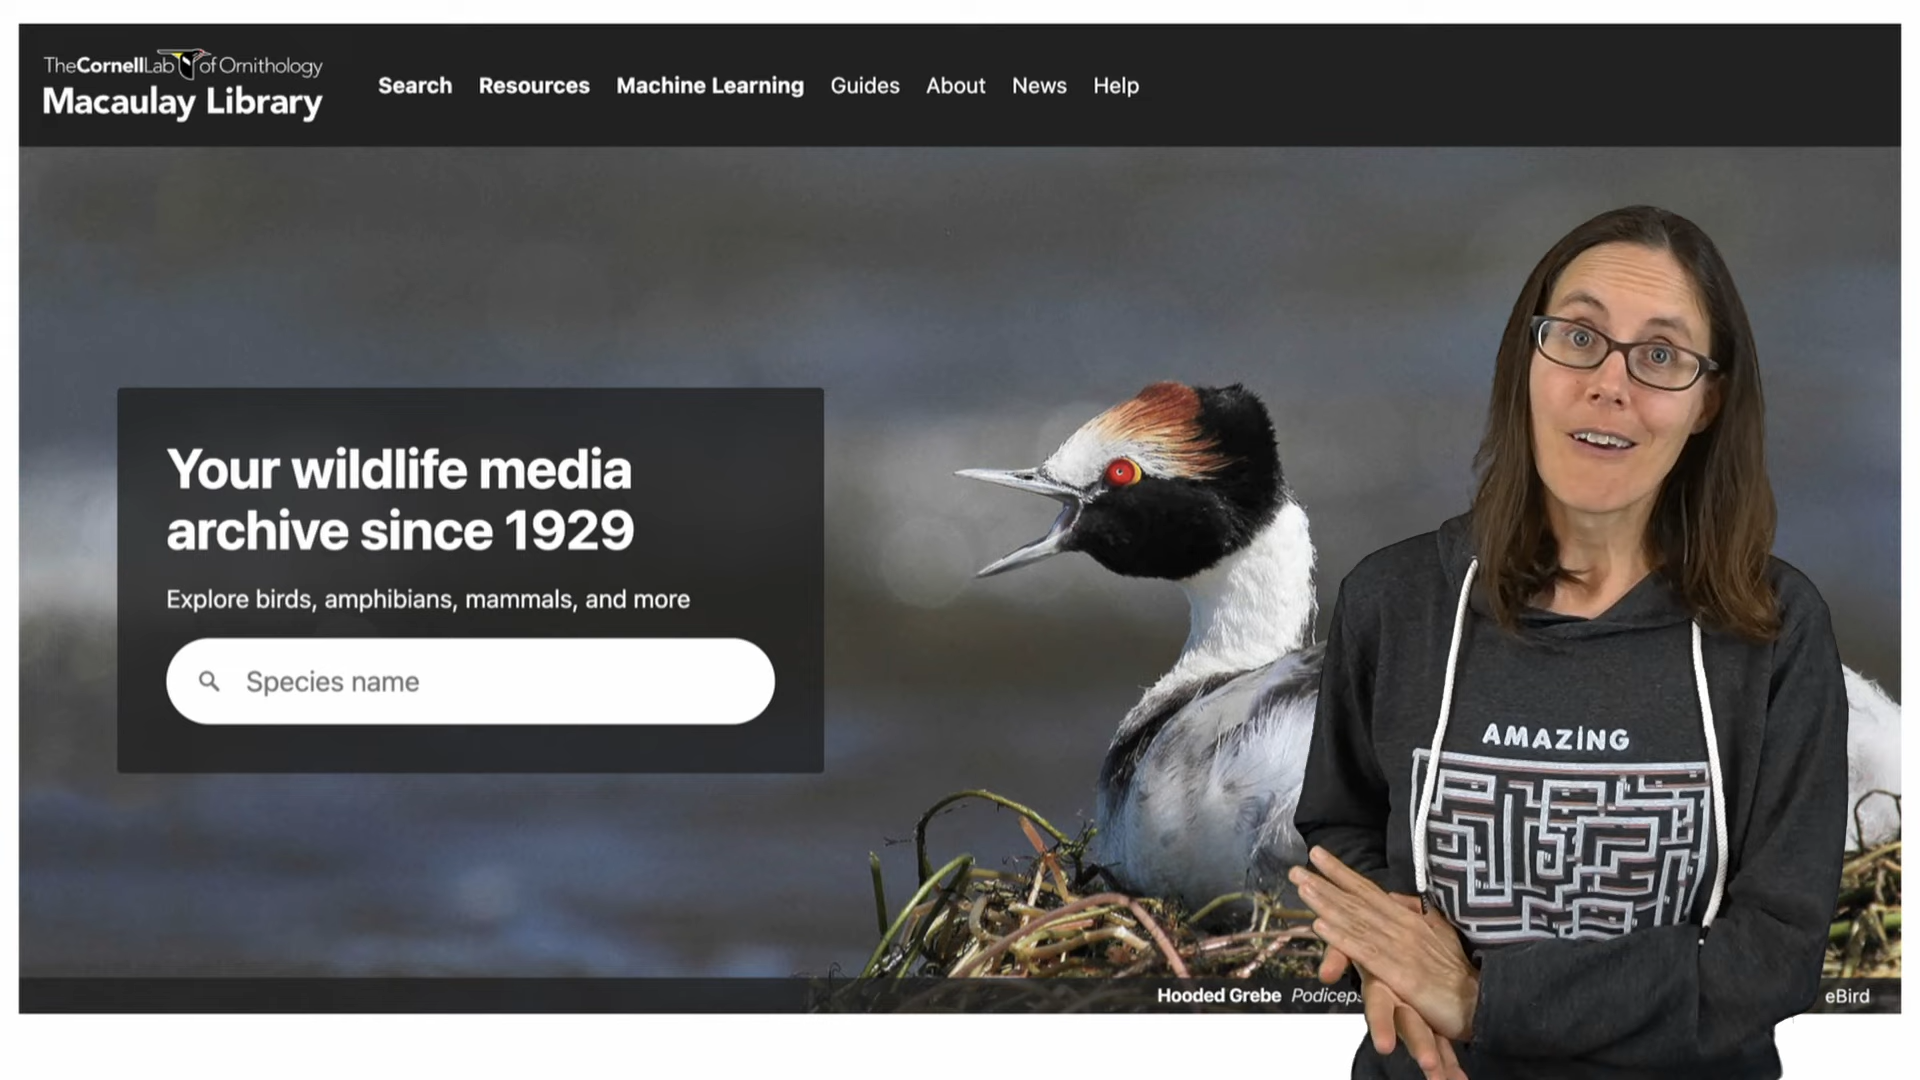 TheCornellLab of Ornithology
Macaulay Library
Search Resources Machine Learning Guides About News Help
Your wildlife media
archive since 1929
Explore birds, amphibians, mammals, and more
Species name
AMAZING
Hooded Grebe Podiceps
eBird